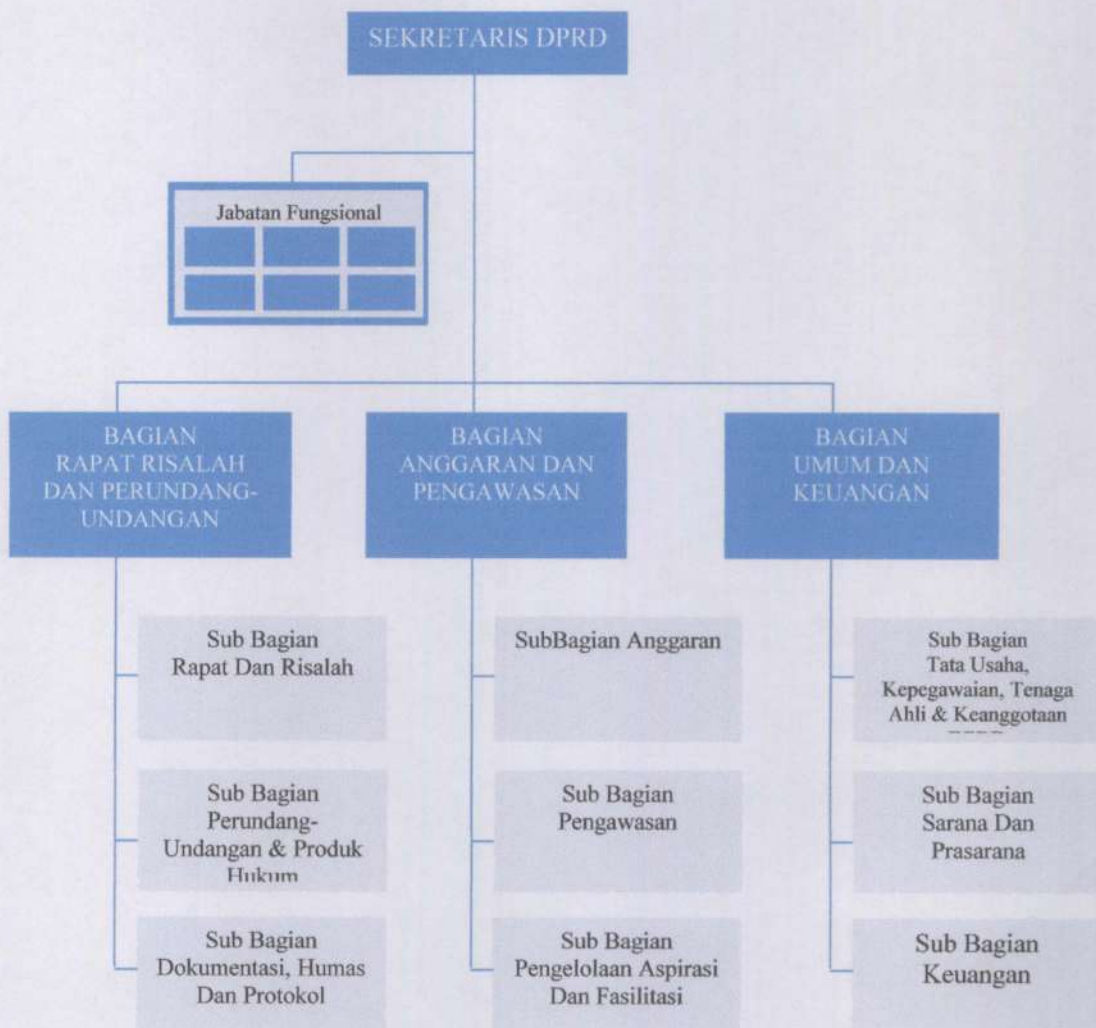 SEKRETARIS DPRD
Jabatan Fungsional
BAGIAN
RAPAT RISALAH
DAN PERUNDANG-
UNDANGAN
BAGIAN
ANGGARAN DAN
PENGAWASAN
BAGIAN
UMUM DAN
KEUANGAN
Sub Bagian
Rapat Dan Risalah
SubBagian Anggaran
Sub Bagian
Tata Usaha,
Kepegawaian, Tenaga
Ahli & Keanggotaan
Sub Bagian
Perundang-
Undangan & Produk
Hukum
Sub Bagian
Pengawasan
Sub Bagian
Sarana Dan
Prasarana
Sub Bagian
Dokumentasi, Humas
Dan Protokol
Sub Bagian
Pengelolaan Aspirasi
Dan Fasilitasi
Sub Bagian
Keuangan